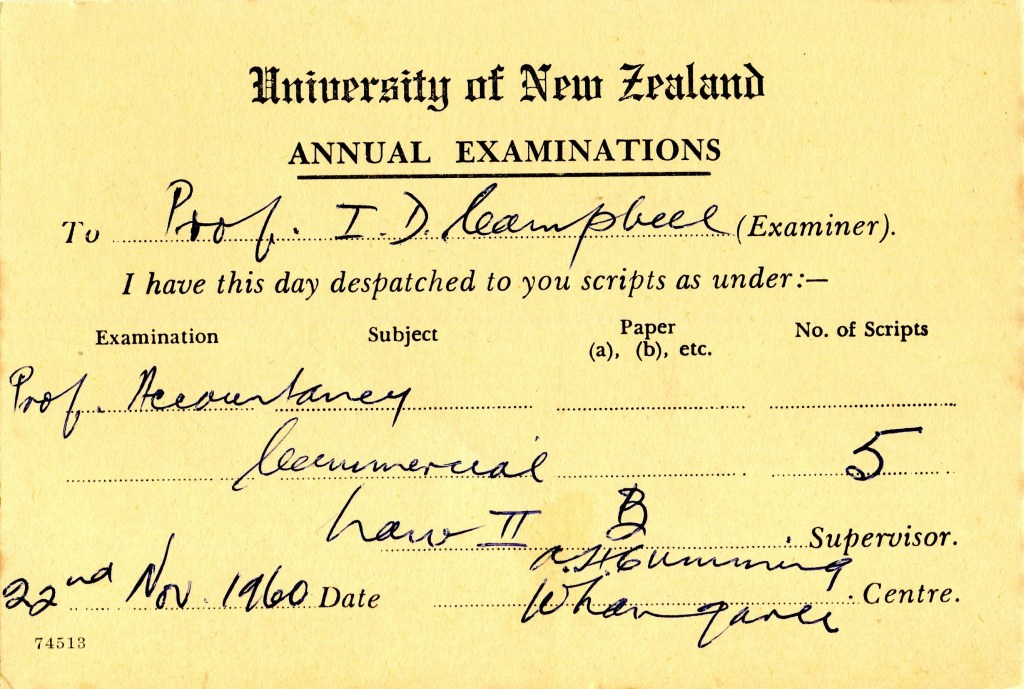 University of New Zealand
ANNUAL EXAMINATIONS
To Prof. I. D. Campbell (Examiner).
I have this day despatched to you scripts as under:—
Examination Subject Paper (a), (b), etc. No. of Scripts
Prof. Accountancy
Commercial 5
Law II B
Supervisor.
A.H Cumming
22nd Nov. 1960 Date Whangarei Centre.
74513